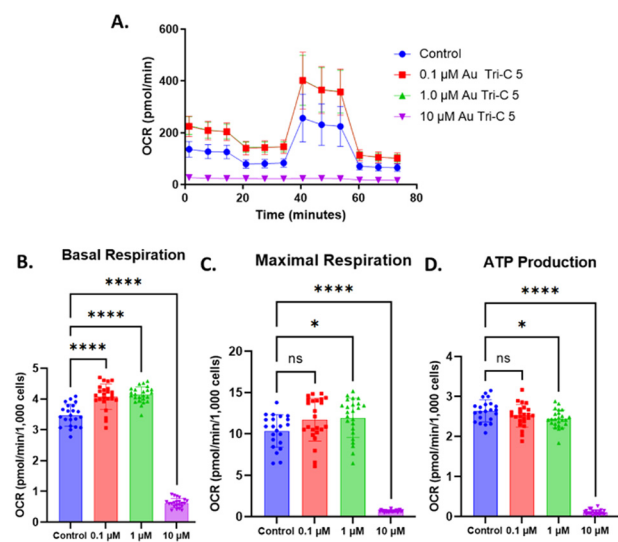 A.
600
400
200
0
OCR (pmol/min)
0 20 40 60 80
Time (minutes)
Control
0.1 µM Au Tri-C 5
1.0 µM Au Tri-C 5
10 µM Au Tri-C 5
B.
Basal Respiration
****
****
****
5
4
3
2
1
0
OCR (pmol/min/1,000 cells)
Control 0.1 µM 1 µM 10 µM
C.
Maximal Respiration
****
*
ns
20
15
10
5
0
OCR (pmol/min/1,000 cells)
Control 0.1 µM 1 µM 10 µM
D.
ATP Production
****
*
ns
4
3
2
1
0
OCR (pmol/min/1,000 cells)
Control 0.1 µM 1 µM 10 µM